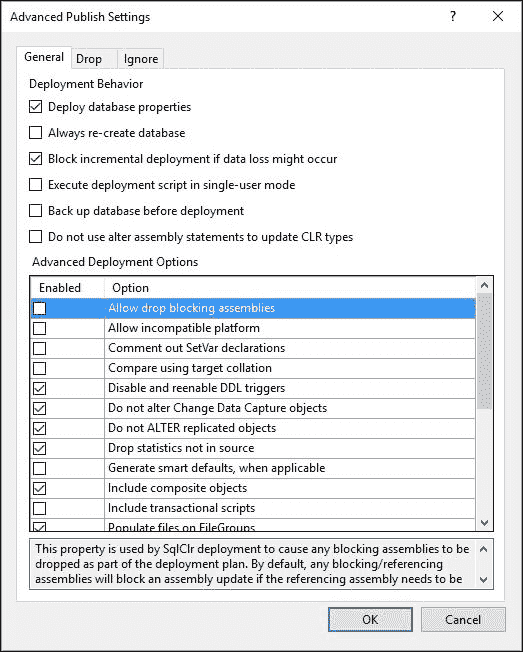 Advanced Publish Settings
?
General Drop Ignore
Deployment Behavior
Deploy database properties
Always re-create database
Block incremental deployment if data loss might occur
Execute deployment script in single-user mode
Back up database before deployment
Do not use alter assembly statements to update CLR types
Advanced Deployment Options
Enabled Option
Allow drop blocking assemblies
Allow incompatible platform
Comment out SetVar declarations
Compare using target collation
Disable and reenable DDL triggers
Do not alter Change Data Capture objects
Do not ALTER replicated objects
Drop statistics not in source
Generate smart defaults, when applicable
Include composite objects
Include transactional scripts
Populate files on FileGroups
This property is used by SqlClr deployment to cause any blocking assemblies to be
dropped as part of the deployment plan. By default, any blocking/referencing
assemblies will block an assembly update if the referencing assembly needs to be
OK Cancel